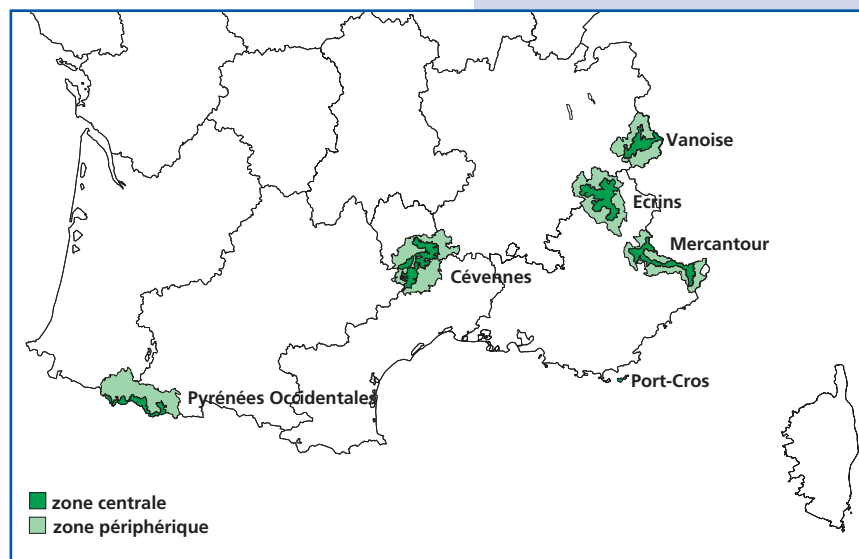 Vanoise
Ecrins
Mercantour
Cévennes
Port-Cros
Pyrénées Occidentales
zone centrale
zone périphérique